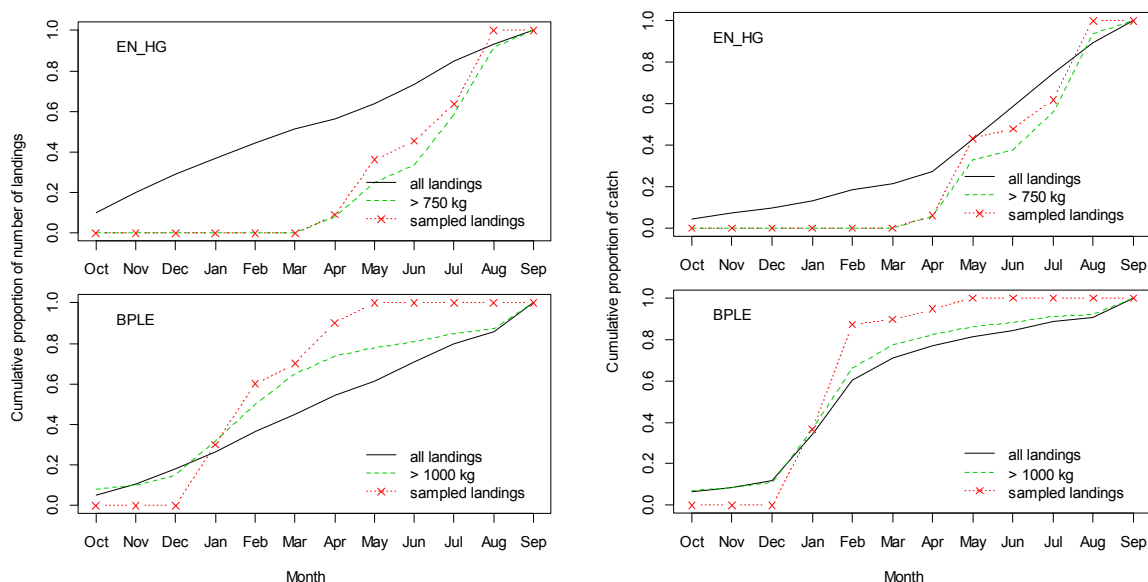 Cumulative proportion of number of landings
EN_HG
1.0
0.8
0.6
0.4
0.2
0.0
all landings
> 750 kg
sampled landings
Oct Nov Dec Jan Feb Mar Apr May Jun Jul Aug Sep
BPLE
1.0
0.8
0.6
0.4
0.2
0.0
all landings
> 1000 kg
sampled landings
Oct Nov Dec Jan Feb Mar Apr May Jun Jul Aug Sep
Month
Cumulative proportion of catch
EN_HG
1.0
0.8
0.6
0.4
0.2
0.0
all landings
> 750 kg
sampled landings
Oct Nov Dec Jan Feb Mar Apr May Jun Jul Aug Sep
BPLE
1.0
0.8
0.6
0.4
0.2
0.0
all landings
> 1000 kg
sampled landings
Oct Nov Dec Jan Feb Mar Apr May Jun Jul Aug Sep
Month